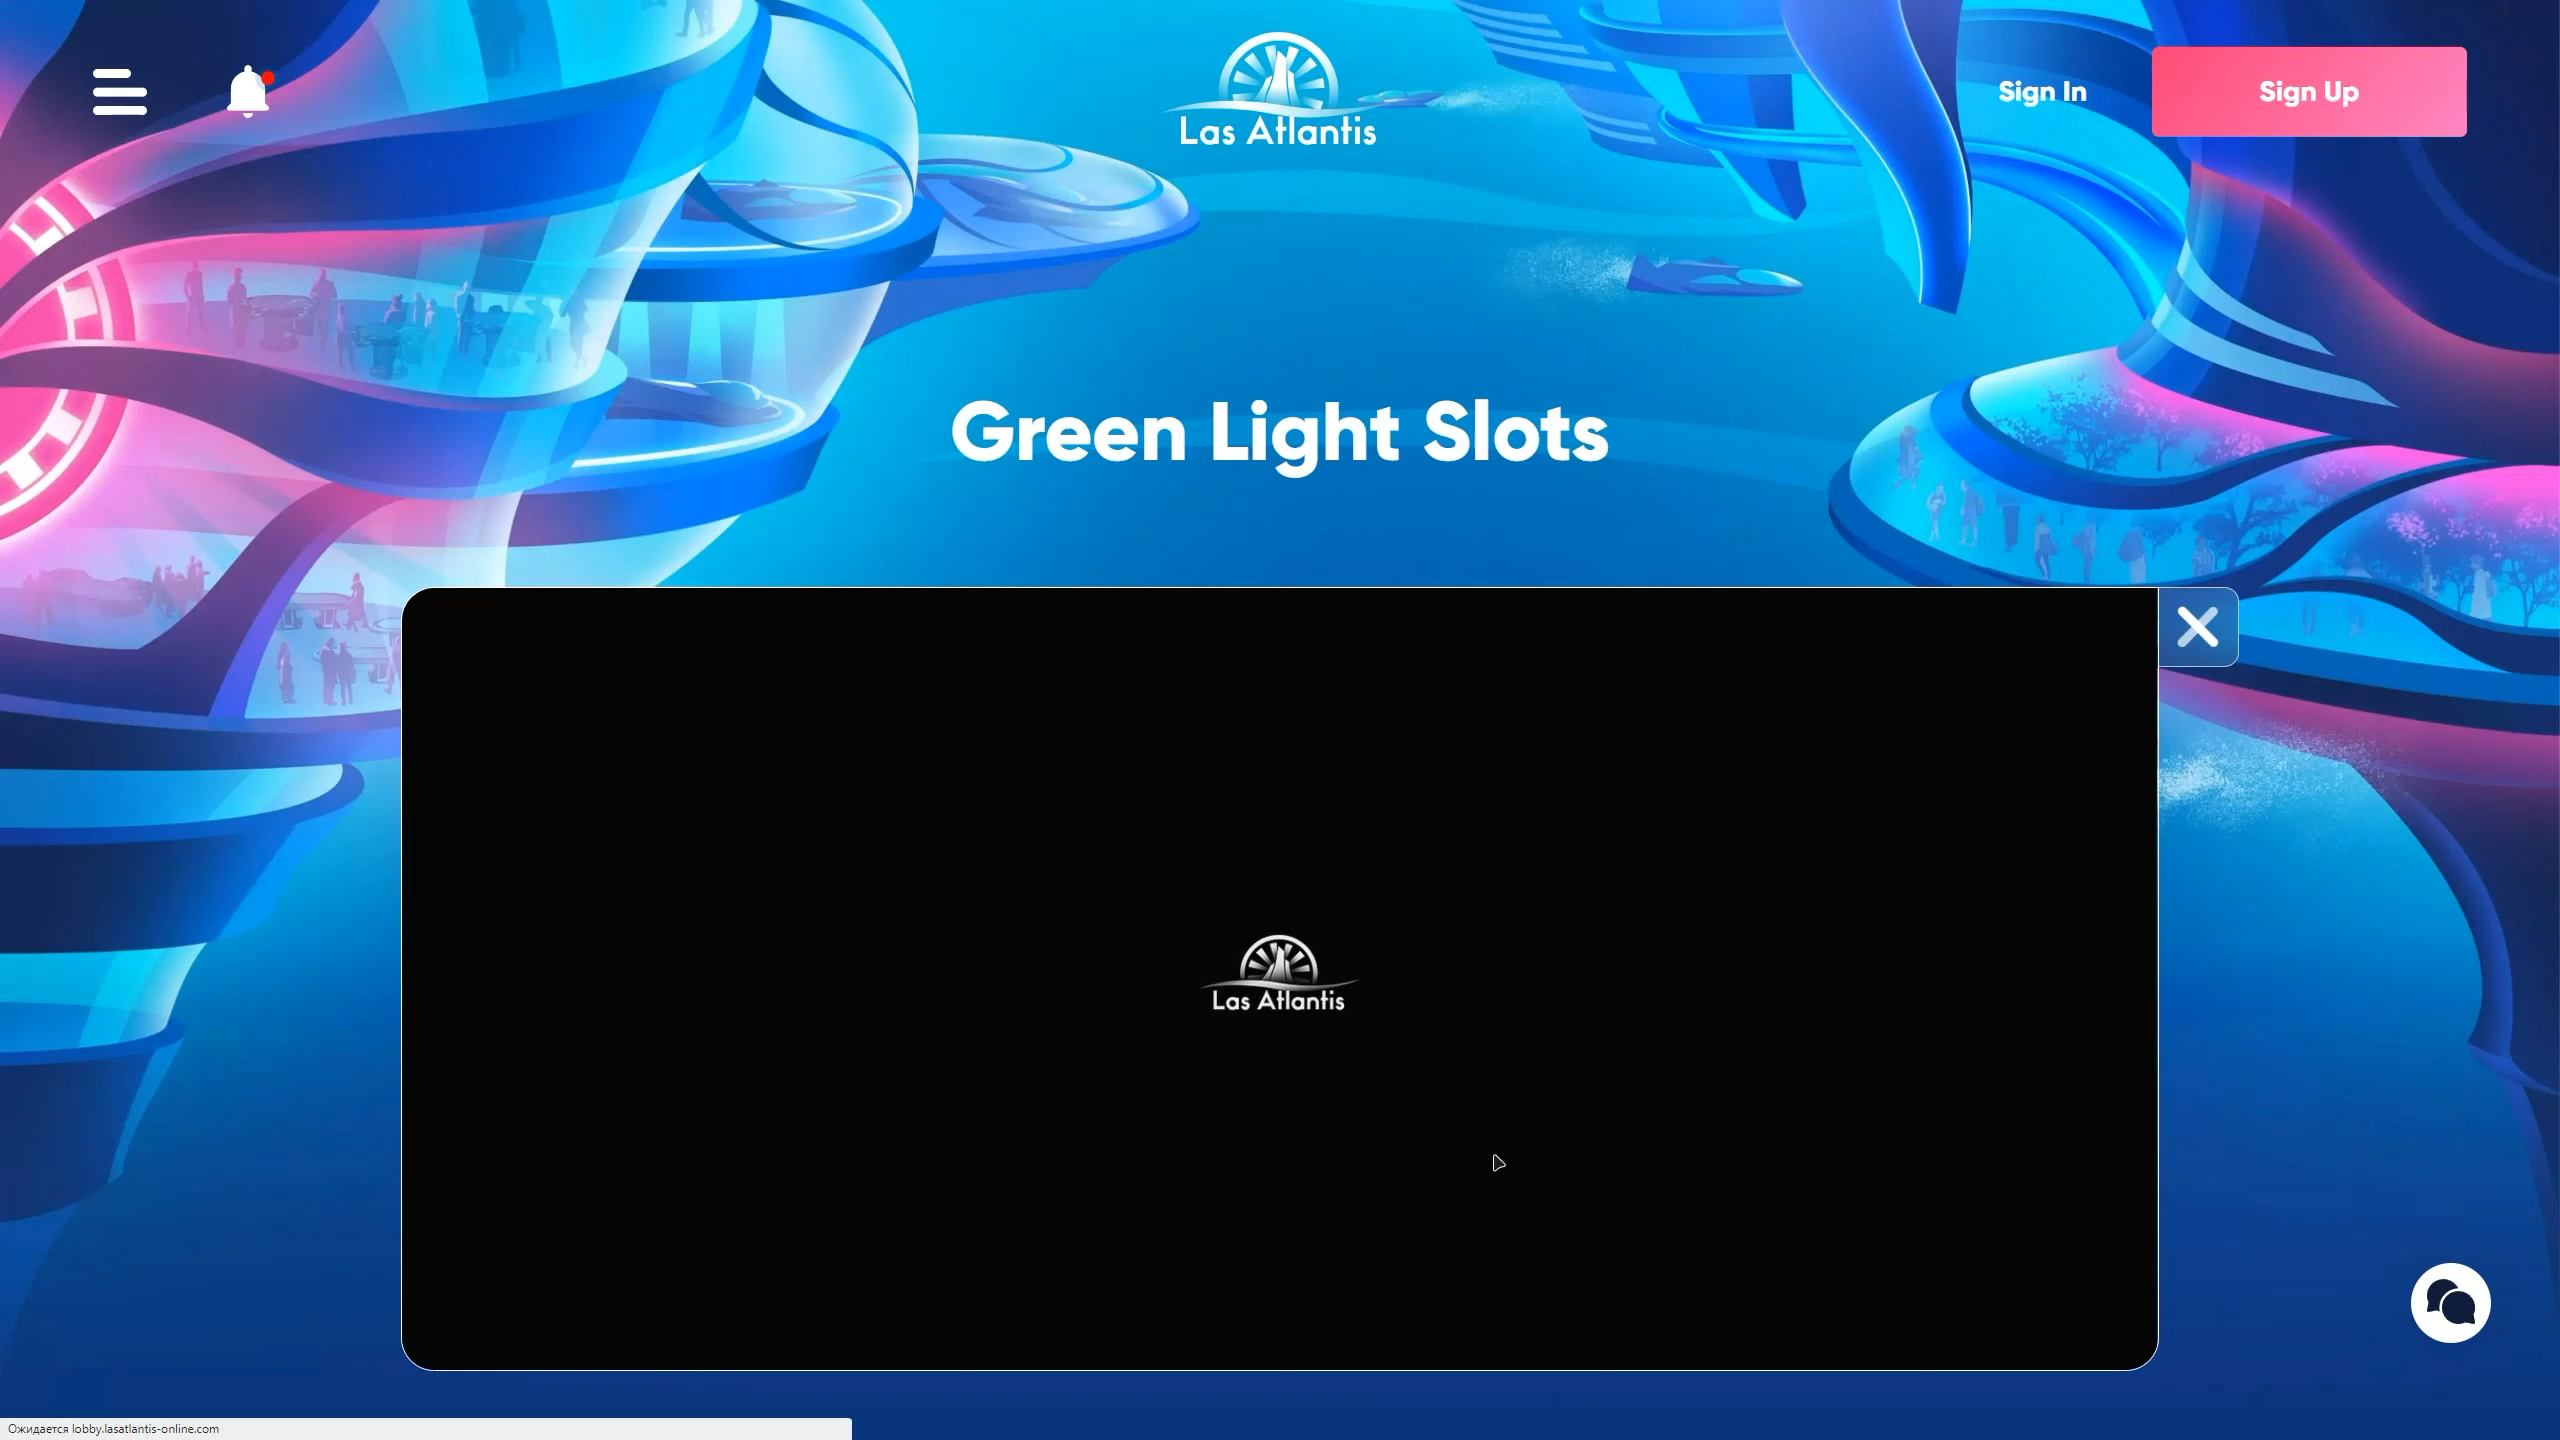 Las Atlantis
Sign In
Sign Up
Green Light Slots
Las Atlantis
Ожидается lobby.lasatlantis-online.com